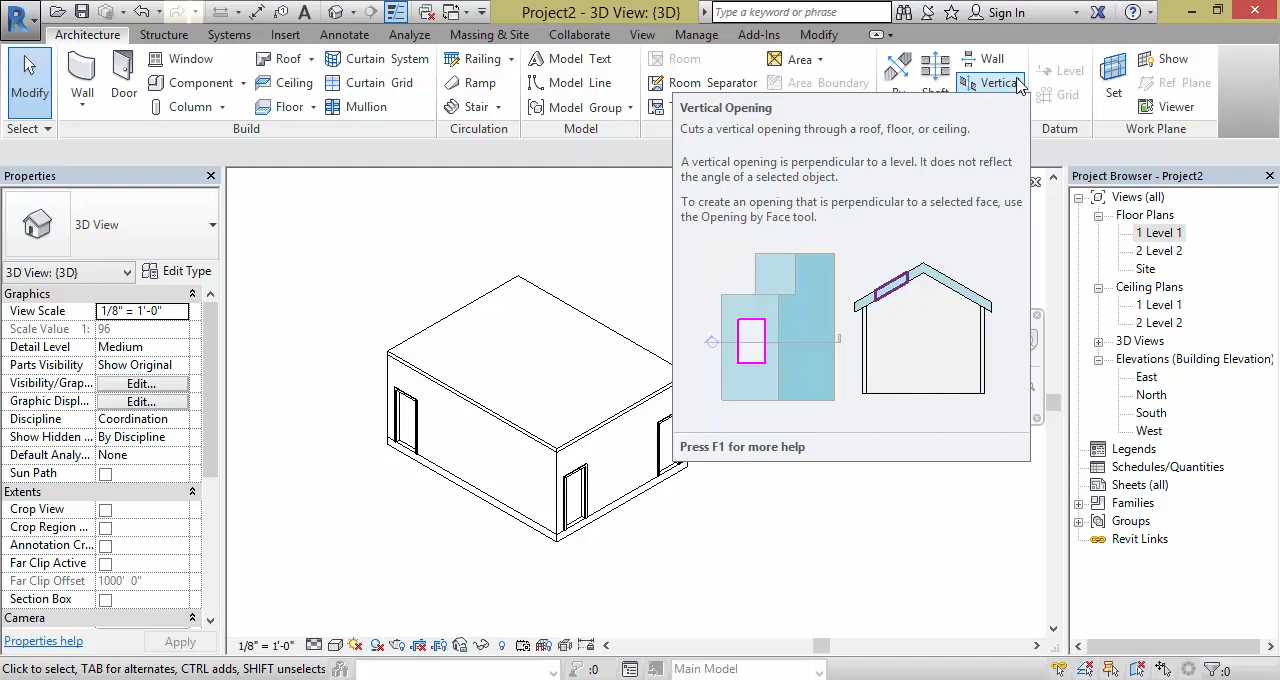 Project2 - 3D View: {3D}
Type a keyword or phrase
Sign In
Architecture
Structure
Systems
Insert
Annotate
Analyze
Massing & Site
Collaborate
View
Manage
Add-Ins
Modify
Modify
Wall
Door
Window
Component
Column
Roof
Ceiling
Floor
Curtain System
Curtain Grid
Mullion
Railing
Ramp
Stair
Model Text
Model Line
Model Group
Room
Room Separator
Area
Area Boundary
Wall
Vertical
Level
Grid
Set
Show
Ref Plane
Viewer
Select
Build
Circulation
Model
Datum
Work Plane
Vertical Opening
Cuts a vertical opening through a roof, floor, or ceiling.
A vertical opening is perpendicular to a level. It does not reflect
the angle of a selected object.
To create an opening that is perpendicular to a selected face, use
the Opening by Face tool.
Press F1 for more help
Properties
3D View
3D View: {3D}
Edit Type
Graphics
View Scale 1/8" = 1'-0"
Scale Value 1: 96
Detail Level Medium
Parts Visibility Show Original
Visibility/Grap... Edit...
Graphic Displ... Edit...
Discipline Coordination
Show Hidden ... By Discipline
Default Analy... None
Sun Path
Extents
Crop View
Crop Region ...
Annotation Cr...
Far Clip Active
Far Clip Offset 1000' 0"
Section Box
Camera
Properties help
Apply
Project Browser - Project2
Views (all)
Floor Plans
1 Level 1
2 Level 2
Site
Ceiling Plans
1 Level 1
2 Level 2
3D Views
Elevations (Building Elevation)
East
North
South
West
Legends
Schedules/Quantities
Sheets (all)
Families
Groups
Revit Links
1/8" = 1'-0"
Click to select, TAB for alternates, CTRL adds, SHIFT unselects
:0
Main Model
:0